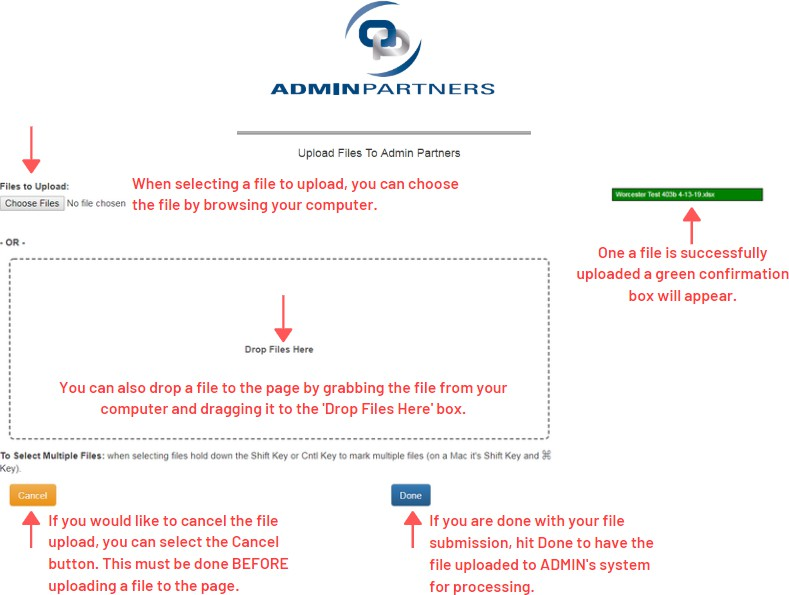 ADMINPARTNERS
Upload Files To Admin Partners
Files to Upload:
Choose Files No file chosen
When selecting a file to upload, you can choose
the file by browsing your computer.
Worcester Test 403b 4-13-19.xlsx
One a file is successfully
uploaded a green confirmation
box will appear.
- OR -
Drop Files Here
You can also drop a file to the page by grabbing the file from your
computer and dragging it to the 'Drop Files Here' box.
To Select Multiple Files: when selecting files hold down the Shift Key or Cntl Key to mark multiple files (on a Mac it's Shift Key and ⌘
Key).
Cancel
If you would like to cancel the file
upload, you can select the Cancel
button. This must be done BEFORE
uploading a file to the page.
Done
If you are done with your file
submission, hit Done to have the
file uploaded to ADMIN's system
for processing.